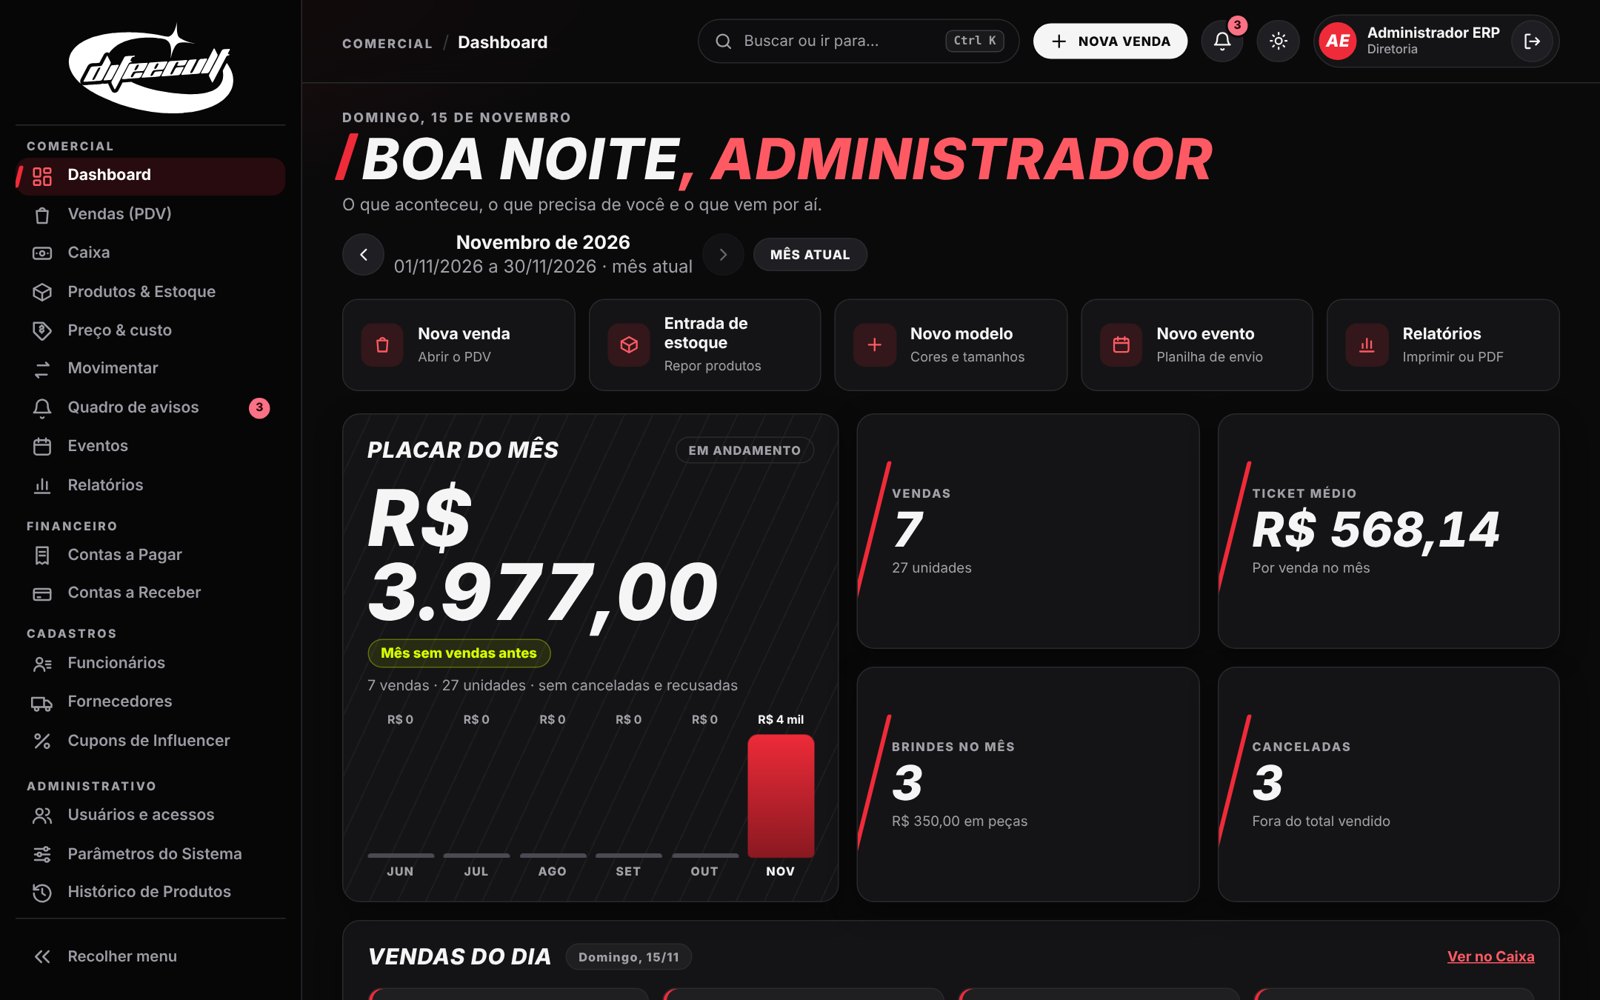 difeecult
COMERCIAL
Dashboard
Vendas (PDV)
Caixa
Produtos & Estoque
Preço & custo
Movimentar
Quadro de avisos 3
Eventos
Relatórios
FINANCEIRO
Contas a Pagar
Contas a Receber
CADASTROS
Funcionários
Fornecedores
Cupons de Influencer
ADMINISTRATIVO
Usuários e acessos
Parâmetros do Sistema
Histórico de Produtos
Recolher menu
COMERCIAL / Dashboard
Buscar ou ir para... Ctrl K
NOVA VENDA
3
AE
Administrador ERP
Diretoria
DOMINGO, 15 DE NOVEMBRO
/BOA NOITE, ADMINISTRADOR
O que aconteceu, o que precisa de você e o que vem por aí.
Novembro de 2026
01/11/2026 a 30/11/2026 · mês atual
MÊS ATUAL
Nova venda
Abrir o PDV
Entrada de
estoque
Repor produtos
Novo modelo
Cores e tamanhos
Novo evento
Planilha de envio
Relatórios
Imprimir ou PDF
PLACAR DO MÊS
EM ANDAMENTO
R$
3.977,00
Mês sem vendas antes
7 vendas · 27 unidades · sem canceladas e recusadas
R$ 0 R$ 0 R$ 0 R$ 0 R$ 0 R$ 4 mil
JUN JUL AGO SET OUT NOV
VENDAS
7
27 unidades
TICKET MÉDIO
R$ 568,14
Por venda no mês
BRINDES NO MÊS
3
R$ 350,00 em peças
CANCELADAS
3
Fora do total vendido
VENDAS DO DIA
Domingo, 15/11
Ver no Caixa